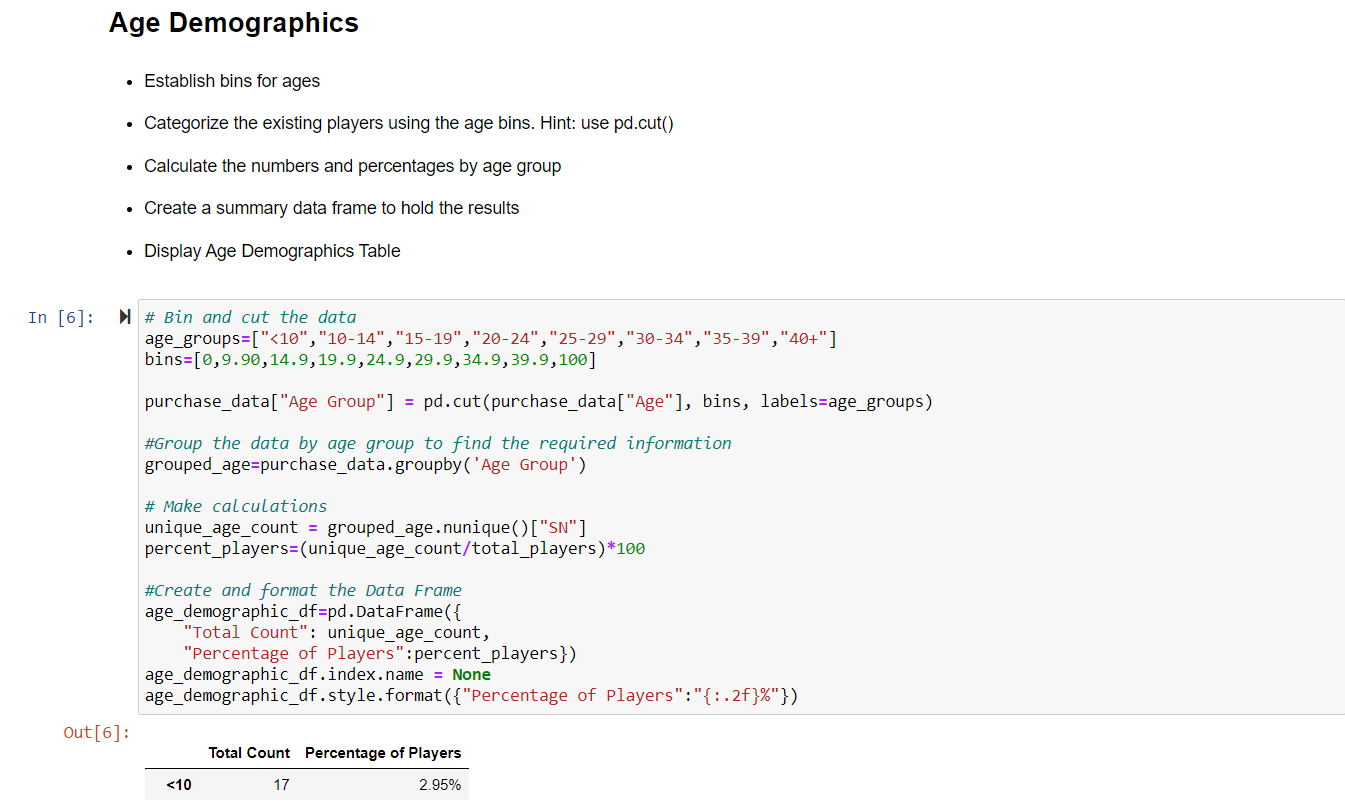 Age Demographics
• Establish bins for ages
• Categorize the existing players using the age bins. Hint: use pd.cut()
• Calculate the numbers and percentages by age group
• Create a summary data frame to hold the results
• Display Age Demographics Table
In [6]:
# Bin and cut the data
age_groups=["<10","10-14","15-19","20-24","25-29","30-34","35-39","40+"]
bins=[0,9.90,14.9,19.9,24.9,29.9,34.9,39.9,100]
purchase_data["Age Group"] = pd.cut(purchase_data["Age"], bins, labels=age_groups)
#Group the data by age group to find the required information
grouped_age=purchase_data.groupby('Age Group')
# Make calculations
unique_age_count = grouped_age.nunique()["SN"]
percent_players=(unique_age_count/total_players)*100
#Create and format the Data Frame
age_demographic_df=pd.DataFrame({
    "Total Count": unique_age_count,
    "Percentage of Players":percent_players})
age_demographic_df.index.name = None
age_demographic_df.style.format({"Percentage of Players":"{:.2f}%"})
Out[6]:
Total Count Percentage of Players
<10 17 2.95%